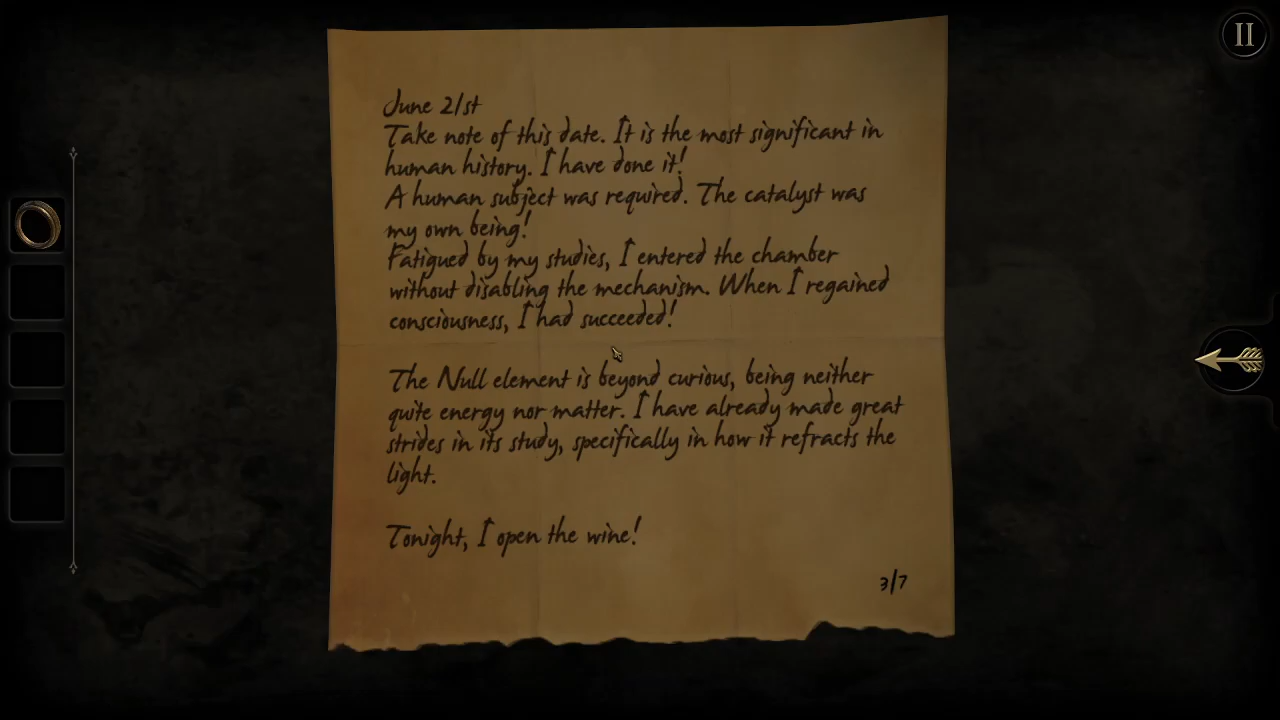 June 21st
Take note of this date. It is the most significant in
human history. I have done it!
A human subject was required. The catalyst was
my own being!
Fatigued by my studies, I entered the chamber
without disabling the mechanism. When I regained
consciousness, I had succeeded!
The Null element is beyond curious, being neither
quite energy nor matter. I have already made great
strides in its study, specifically in how it refracts the
light.
Tonight, I open the wine!
3/7